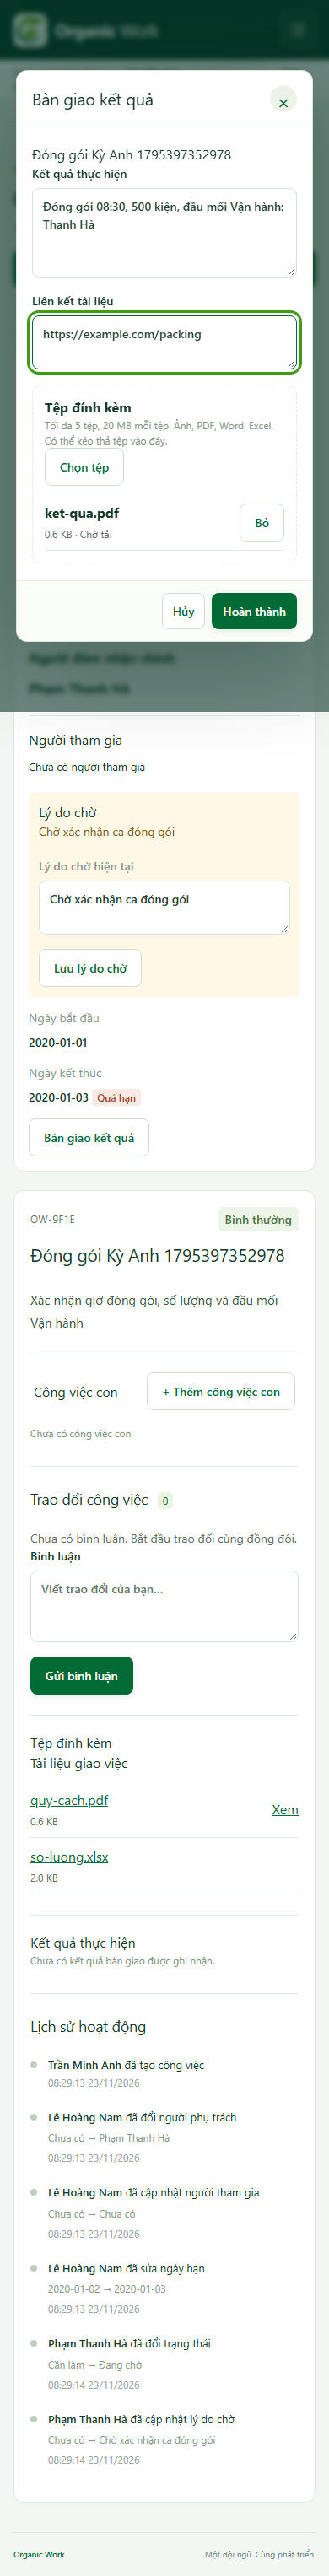 Organic Work
Bàn giao kết quả
×
Đóng gói Kỳ Anh 1795397352978
Kết quả thực hiện
Đóng gói 08:30, 500 kiện, đầu mối Vận hành:
Thanh Hà
Liên kết tài liệu
https://example.com/packing
Tệp đính kèm
Tối đa 5 tệp, 20 MB mỗi tệp. Ảnh, PDF, Word, Excel.
Có thể kéo thả tệp vào đây.
Chọn tệp
ket-qua.pdf
0.6 KB · Chờ tải
Bỏ
Hủy
Hoàn thành
Người đảm nhận chính
Phạm Thanh Hà
Người tham gia
Chưa có người tham gia
Lý do chờ
Chờ xác nhận ca đóng gói
Lý do chờ hiện tại
Chờ xác nhận ca đóng gói
Lưu lý do chờ
Ngày bắt đầu
2020-01-01
Ngày kết thúc
2020-01-03 Quá hạn
Bàn giao kết quả
OW-9F1E
Bình thường
Đóng gói Kỳ Anh 1795397352978
Xác nhận giờ đóng gói, số lượng và đầu mối
Vận hành
Công việc con
+ Thêm công việc con
Chưa có công việc con
Trao đổi công việc 0
Chưa có bình luận. Bắt đầu trao đổi cùng đồng đội.
Bình luận
Viết trao đổi của bạn...
Gửi bình luận
Tệp đính kèm
Tài liệu giao việc
quy-cach.pdf
0.6 KB
Xem
so-luong.xlsx
2.0 KB
Kết quả thực hiện
Chưa có kết quả bàn giao được ghi nhận.
Lịch sử hoạt động
Trần Minh Anh đã tạo công việc
08:29:13 23/11/2026
Lê Hoàng Nam đã đổi người phụ trách
Chưa có → Phạm Thanh Hà
08:29:13 23/11/2026
Lê Hoàng Nam đã cập nhật người tham gia
Chưa có → Chưa có
08:29:13 23/11/2026
Lê Hoàng Nam đã sửa ngày hạn
2020-01-02 → 2020-01-03
08:29:13 23/11/2026
Phạm Thanh Hà đã đổi trạng thái
Cần làm → Đang chờ
08:29:14 23/11/2026
Phạm Thanh Hà đã cập nhật lý do chờ
Chưa có → Chờ xác nhận ca đóng gói
08:29:14 23/11/2026
Organic Work
Một đội ngũ. Cùng phát triển.